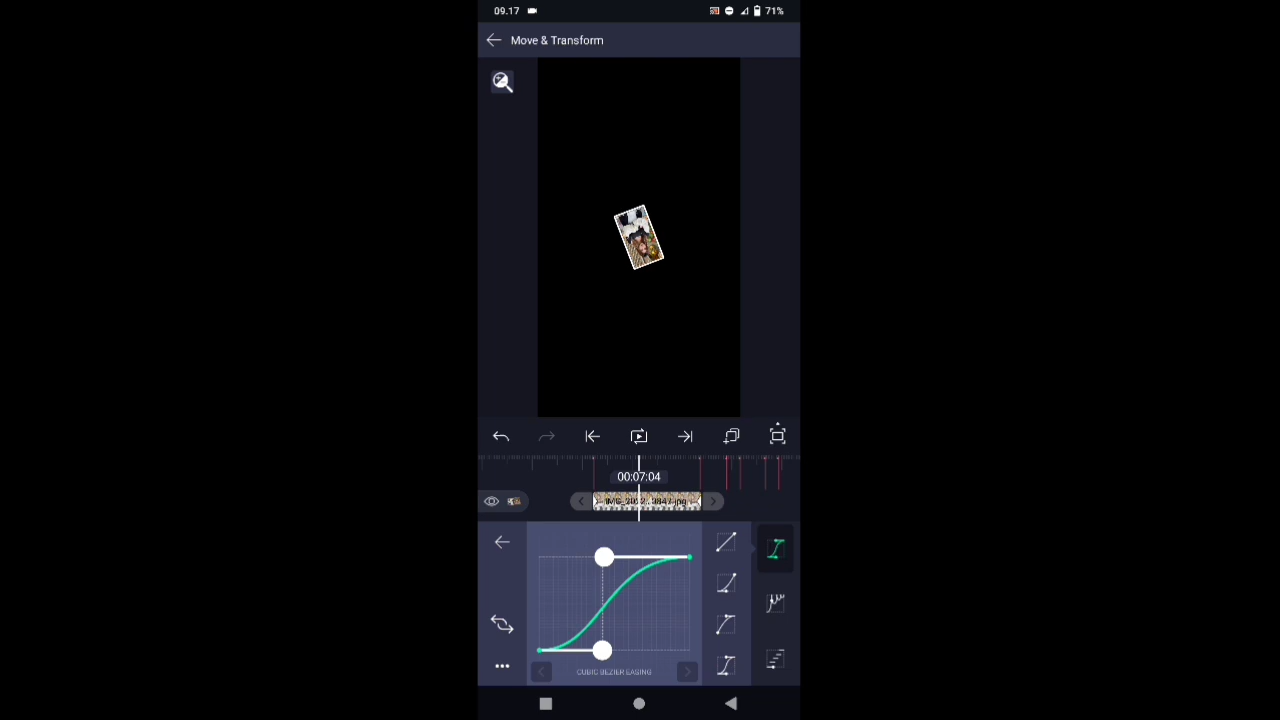 09.17
71%
Move & Transform
00:07:04
CUBIC BEZIER EASING